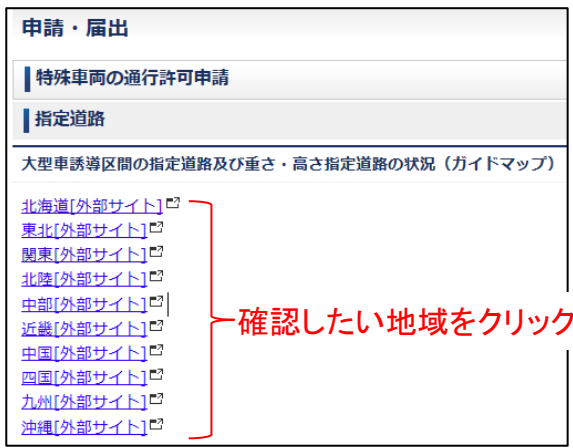 申請・届出
特殊車両の通行許可申請
指定道路
大型車誘導区間の指定道路及び重さ・高さ指定道路の状況（ガイドマップ）
北海道[外部サイト]
東北[外部サイト]
関東[外部サイト]
北陸[外部サイト]
中部[外部サイト]
近畿[外部サイト]
中国[外部サイト]
四国[外部サイト]
九州[外部サイト]
沖縄[外部サイト]
確認したい地域をクリック